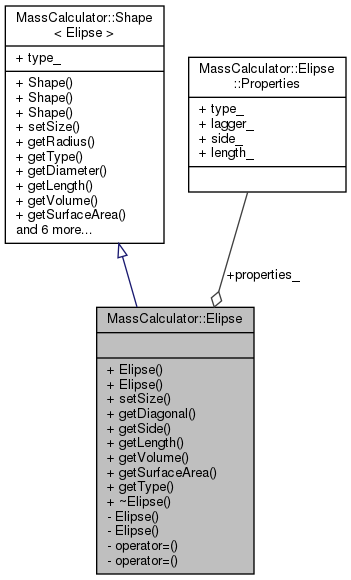 MassCalculator::Shape
< Elipse >
+ type_
+ Shape()
+ Shape()
+ Shape()
+ setSize()
+ getRadius()
+ getType()
+ getDiameter()
+ getLength()
+ getVolume()
+ getSurfaceArea()
and 6 more...
MassCalculator::Elipse
::Properties
+ type_
+ lagger_
+ side_
+ length_
+properties_
MassCalculator::Elipse
+ Elipse()
+ Elipse()
+ setSize()
+ getDiagonal()
+ getSide()
+ getLength()
+ getVolume()
+ getSurfaceArea()
+ getType()
+ ~Elipse()
- Elipse()
- Elipse()
- operator=()
- operator=()